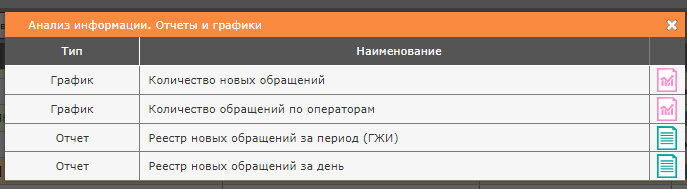 Анализ информации. Отчеты и графики
Тип Наименование
График Количество новых обращений
График Количество обращений по операторам
Отчет Реестр новых обращений за период (ГЖИ)
Отчет Реестр новых обращений за день